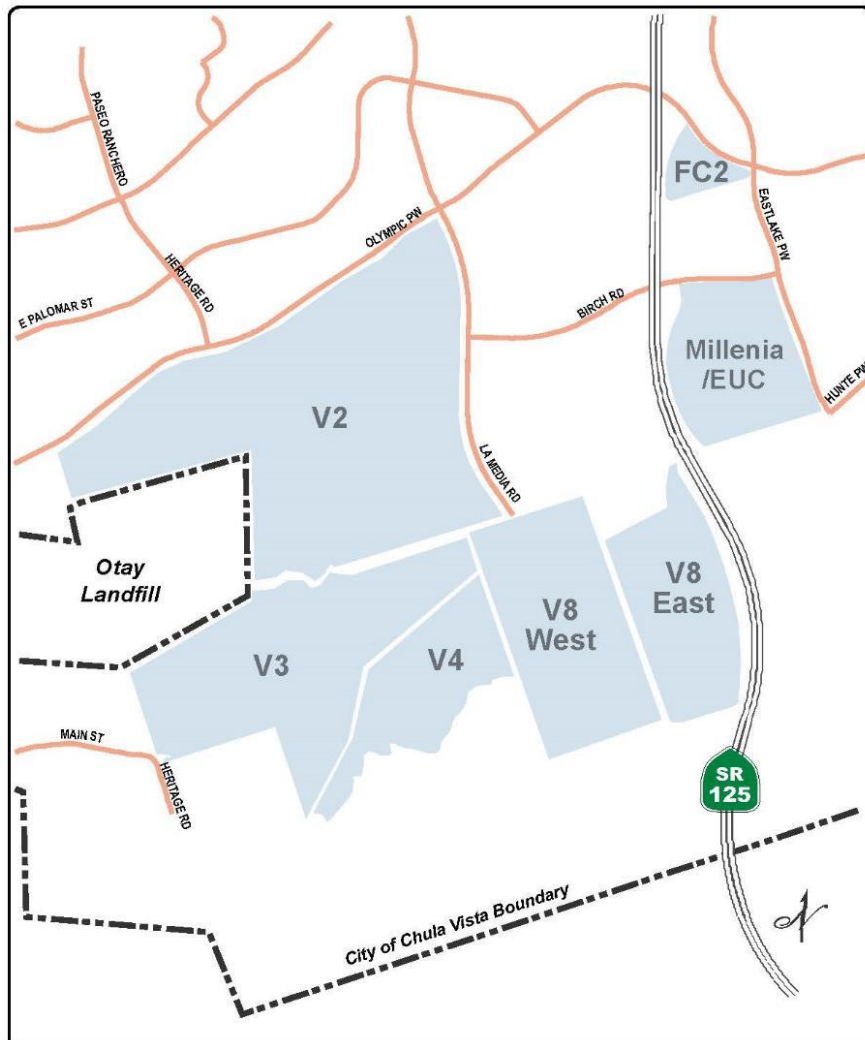 PASEO RANCHERO
FC2
EASTLAKE PW
OLYMPIC PW
HERITAGE RD
E PALOMAR ST
BIRCH RD
Millenia
/EUC
HUNTE PW
V2
LA MEDIA RD
Otay
Landfill
V8
East
V8
West
V3
V4
MAIN ST
HERITAGE RD
SR
125
City of Chula Vista Boundary
N